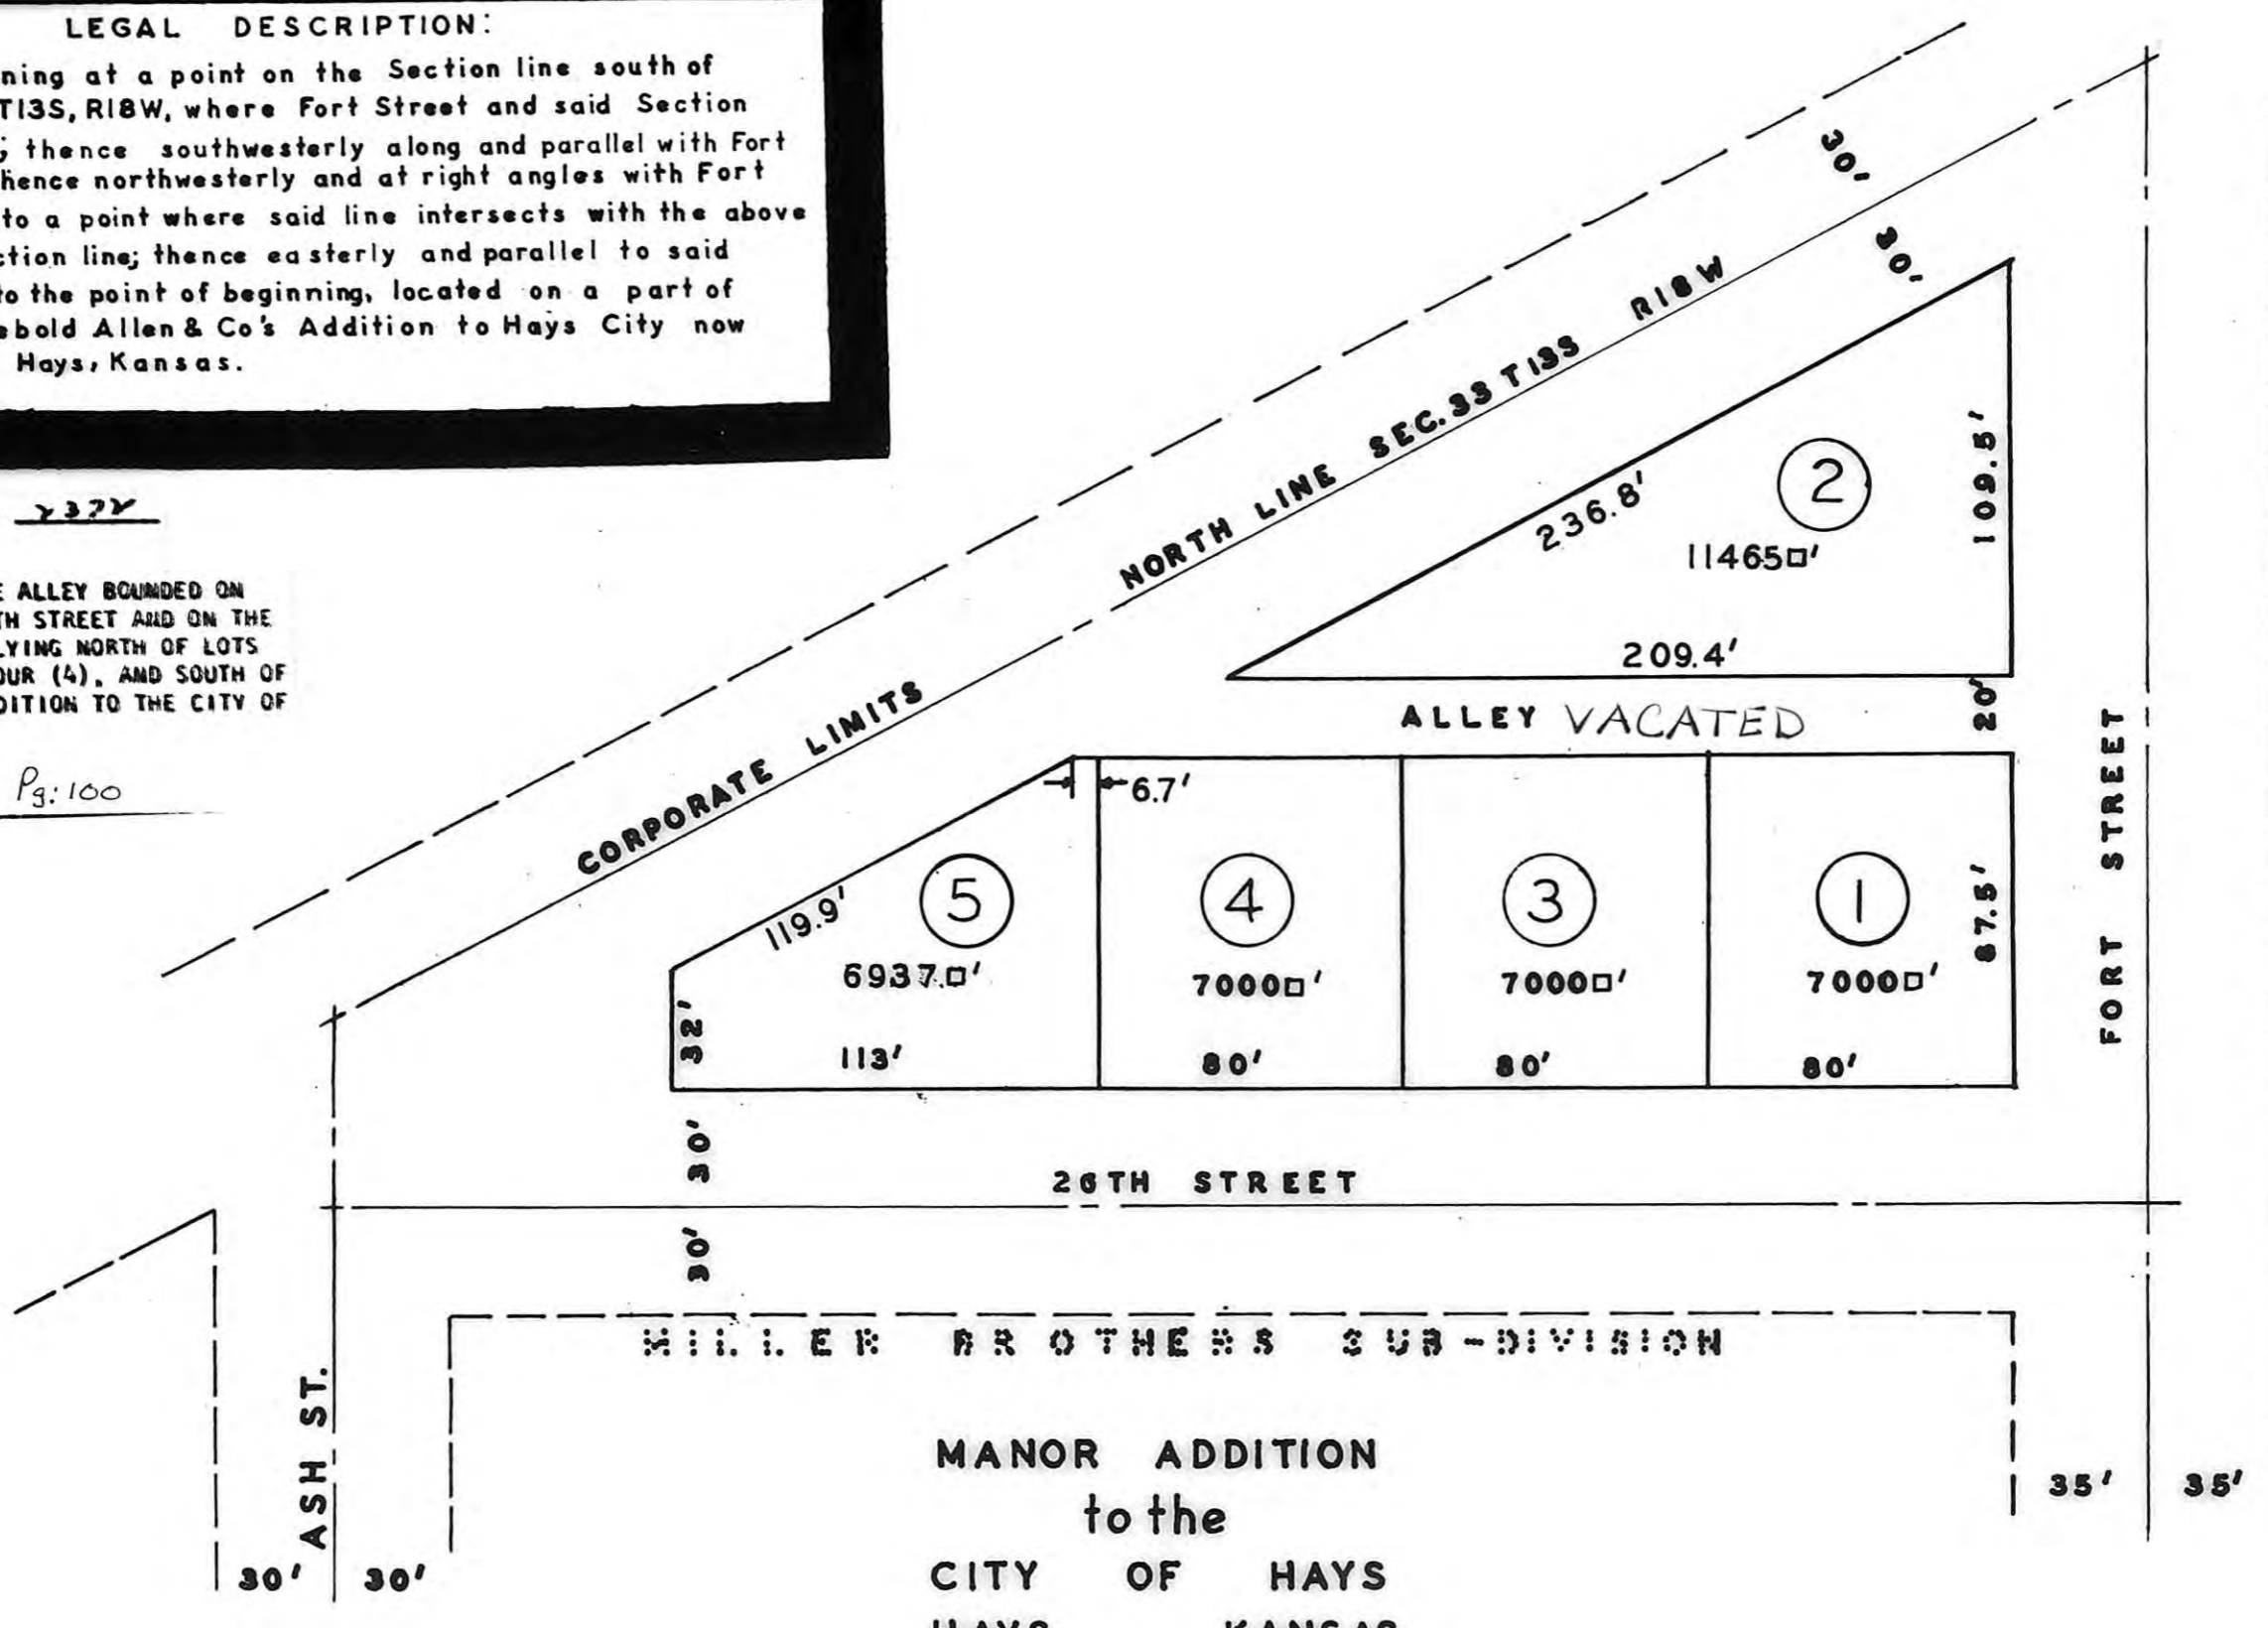 LEGAL DESCRIPTION:
ning at a point on the Section line south of
T13S, R18W, where Fort Street and said Section
; thence southwesterly along and parallel with Fort
hence northwesterly and at right angles with Fort
to a point where said line intersects with the above
ction line; thence easterly and parallel to said
to the point of beginning, located on a part of
ebold Allen & Co's Addition to Hays City now
Hays, Kansas.
E ALLEY BOUNDED ON
TH STREET AND ON THE
LYING NORTH OF LOTS
OUR (4), AND SOUTH OF
DITION TO THE CITY OF
Pg: 100
30'
30'
NORTH LINE SEC. 33 T13S R18W
CORPORATE LIMITS
236.8'
2
11465□'
109.5'
209.4'
ALLEY VACATED
20'
FORT STREET
6.7'
119.9'
5
6937.□'
32'
113'
4
7000□'
80'
3
7000□'
80'
1
7000□'
80'
87.5'
30'
26TH STREET
30'
MILLER BROTHERS SUB-DIVISION
ASH ST.
30'
30'
35'
35'
MANOR ADDITION
to the
CITY OF HAYS
HAYS KANSAS